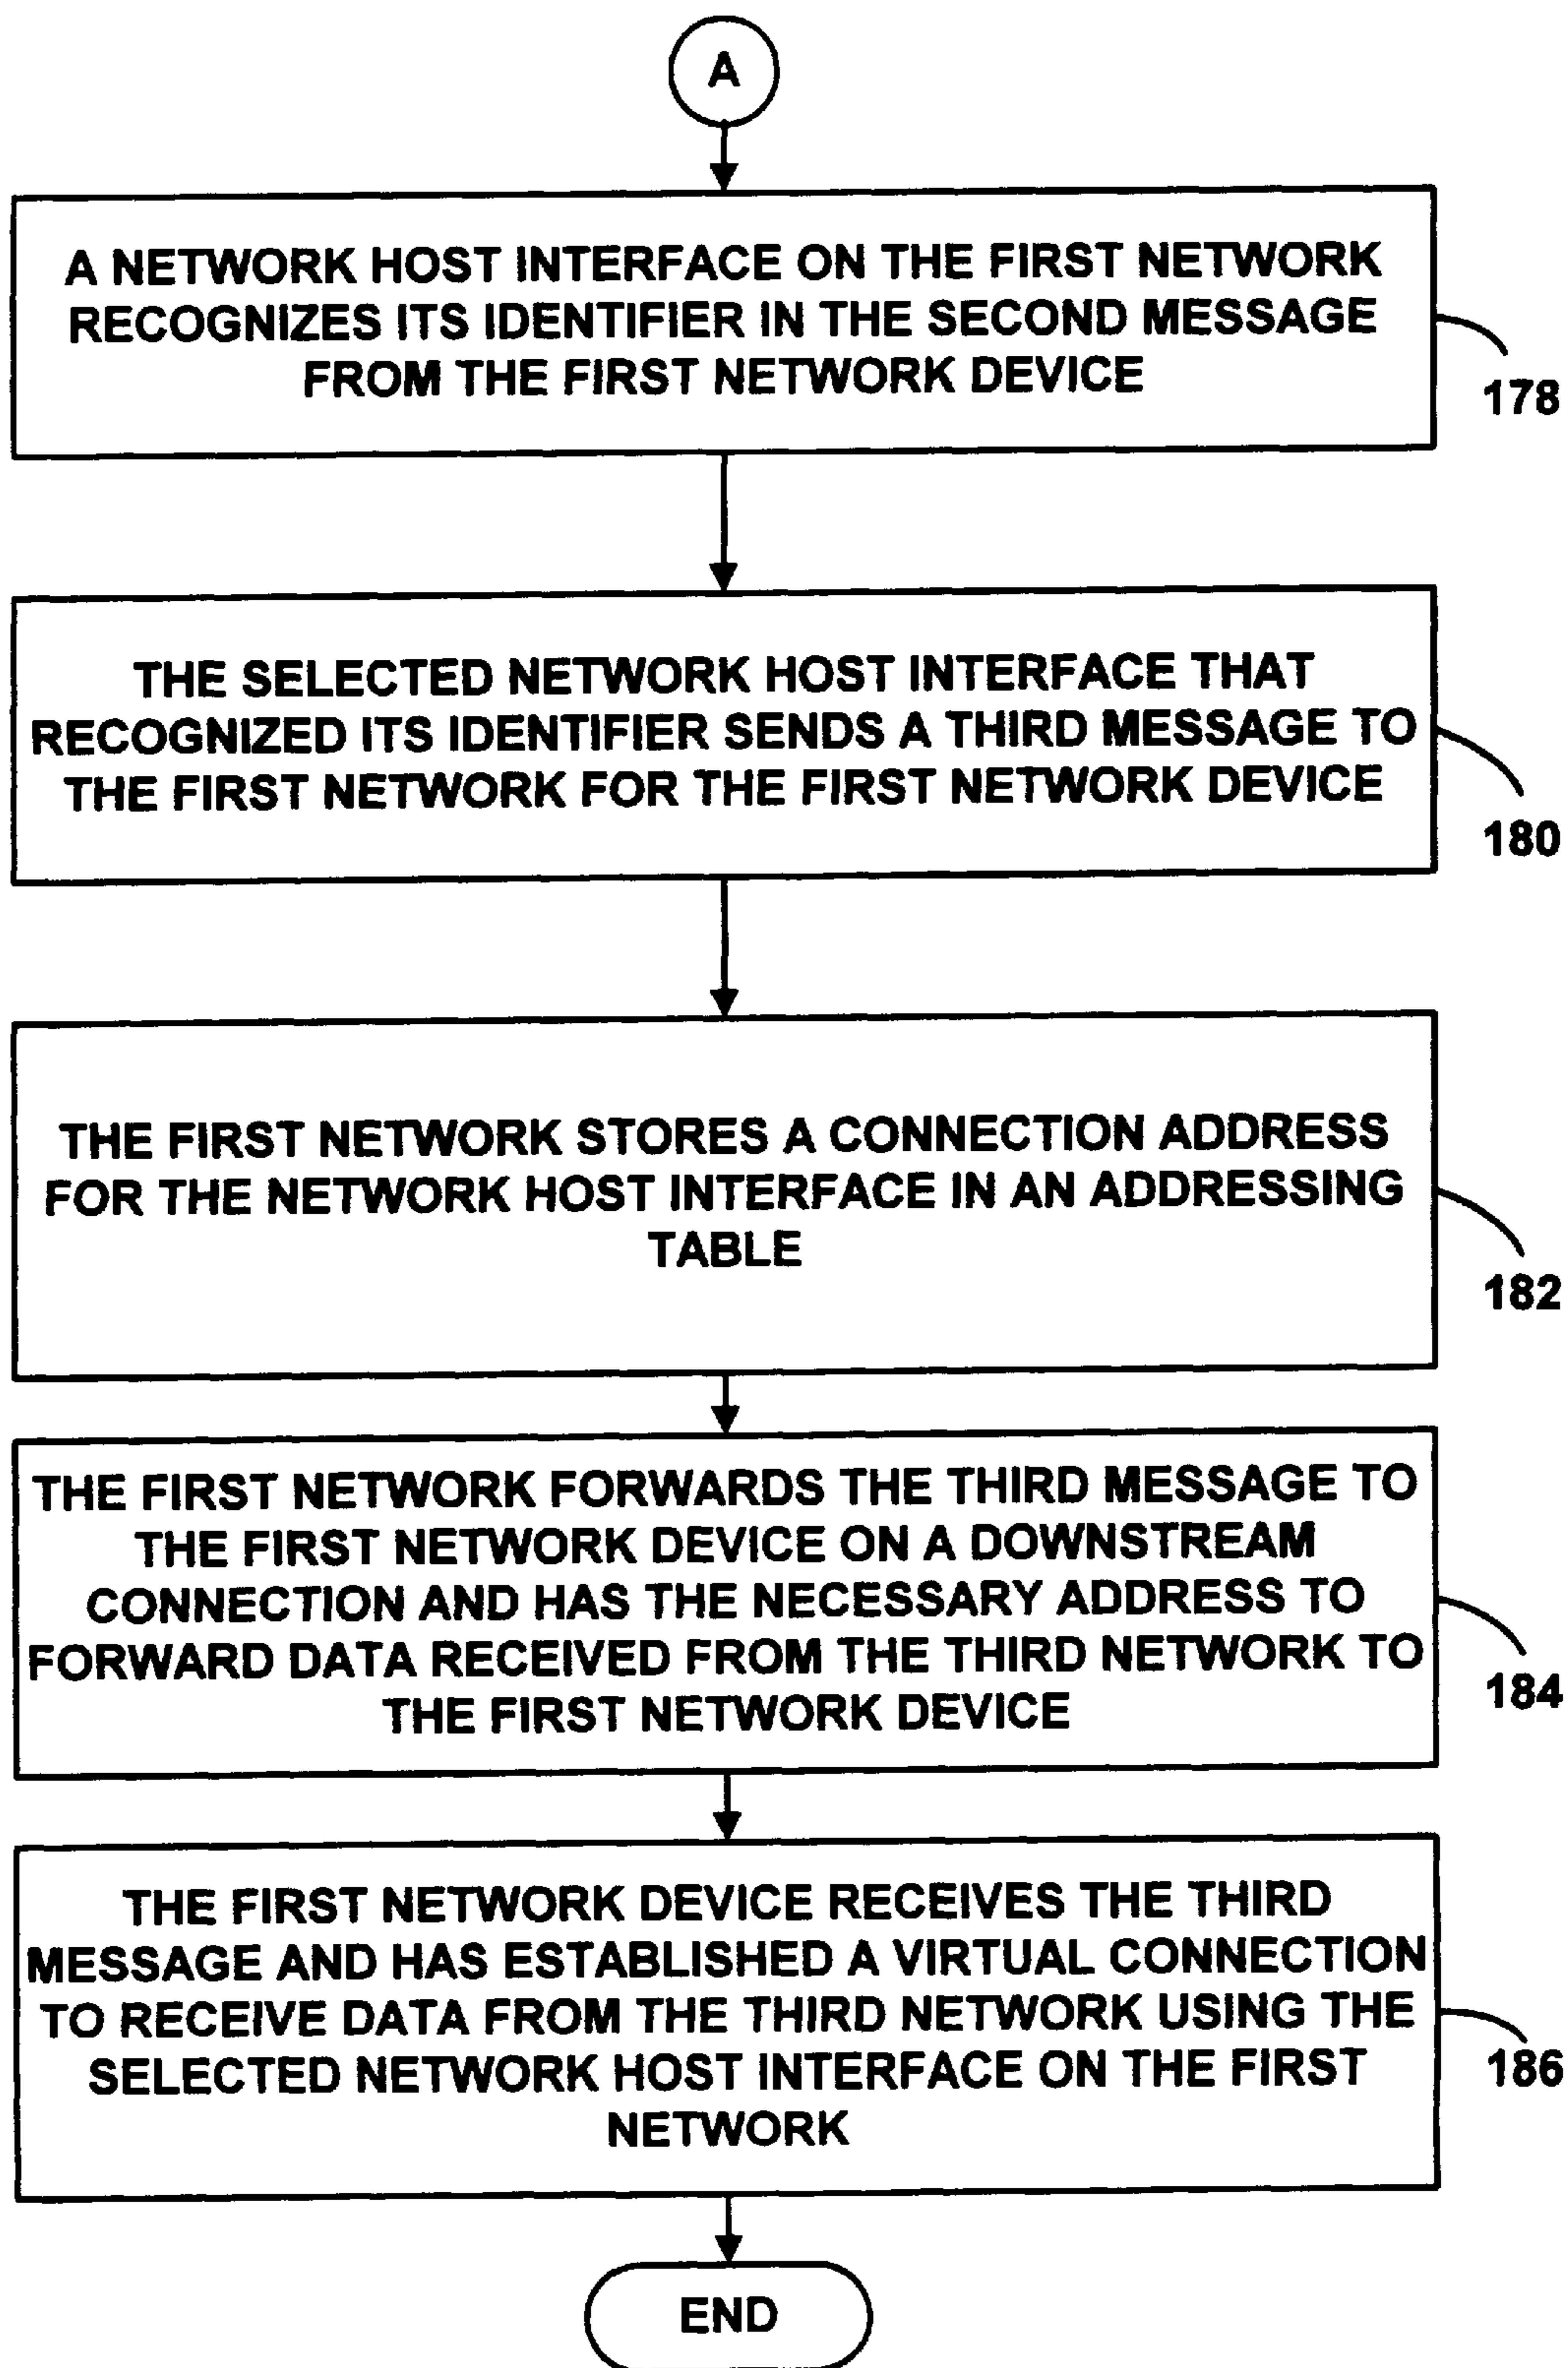 A
A NETWORK HOST INTERFACE ON THE FIRST NETWORK
RECOGNIZES ITS IDENTIFIER IN THE SECOND MESSAGE
FROM THE FIRST NETWORK DEVICE
178
THE SELECTED NETWORK HOST INTERFACE THAT
RECOGNIZED ITS IDENTIFIER SENDS A THIRD MESSAGE TO
THE FIRST NETWORK FOR THE FIRST NETWORK DEVICE
180
THE FIRST NETWORK STORES A CONNECTION ADDRESS
FOR THE NETWORK HOST INTERFACE IN AN ADDRESSING
TABLE
182
THE FIRST NETWORK FORWARDS THE THIRD MESSAGE TO
THE FIRST NETWORK DEVICE ON A DOWNSTREAM
CONNECTION AND HAS THE NECESSARY ADDRESS TO
FORWARD DATA RECEIVED FROM THE THIRD NETWORK TO
THE FIRST NETWORK DEVICE
184
THE FIRST NETWORK DEVICE RECEIVES THE THIRD
MESSAGE AND HAS ESTABLISHED A VIRTUAL CONNECTION
TO RECEIVE DATA FROM THE THIRD NETWORK USING THE
SELECTED NETWORK HOST INTERFACE ON THE FIRST
NETWORK
186
END